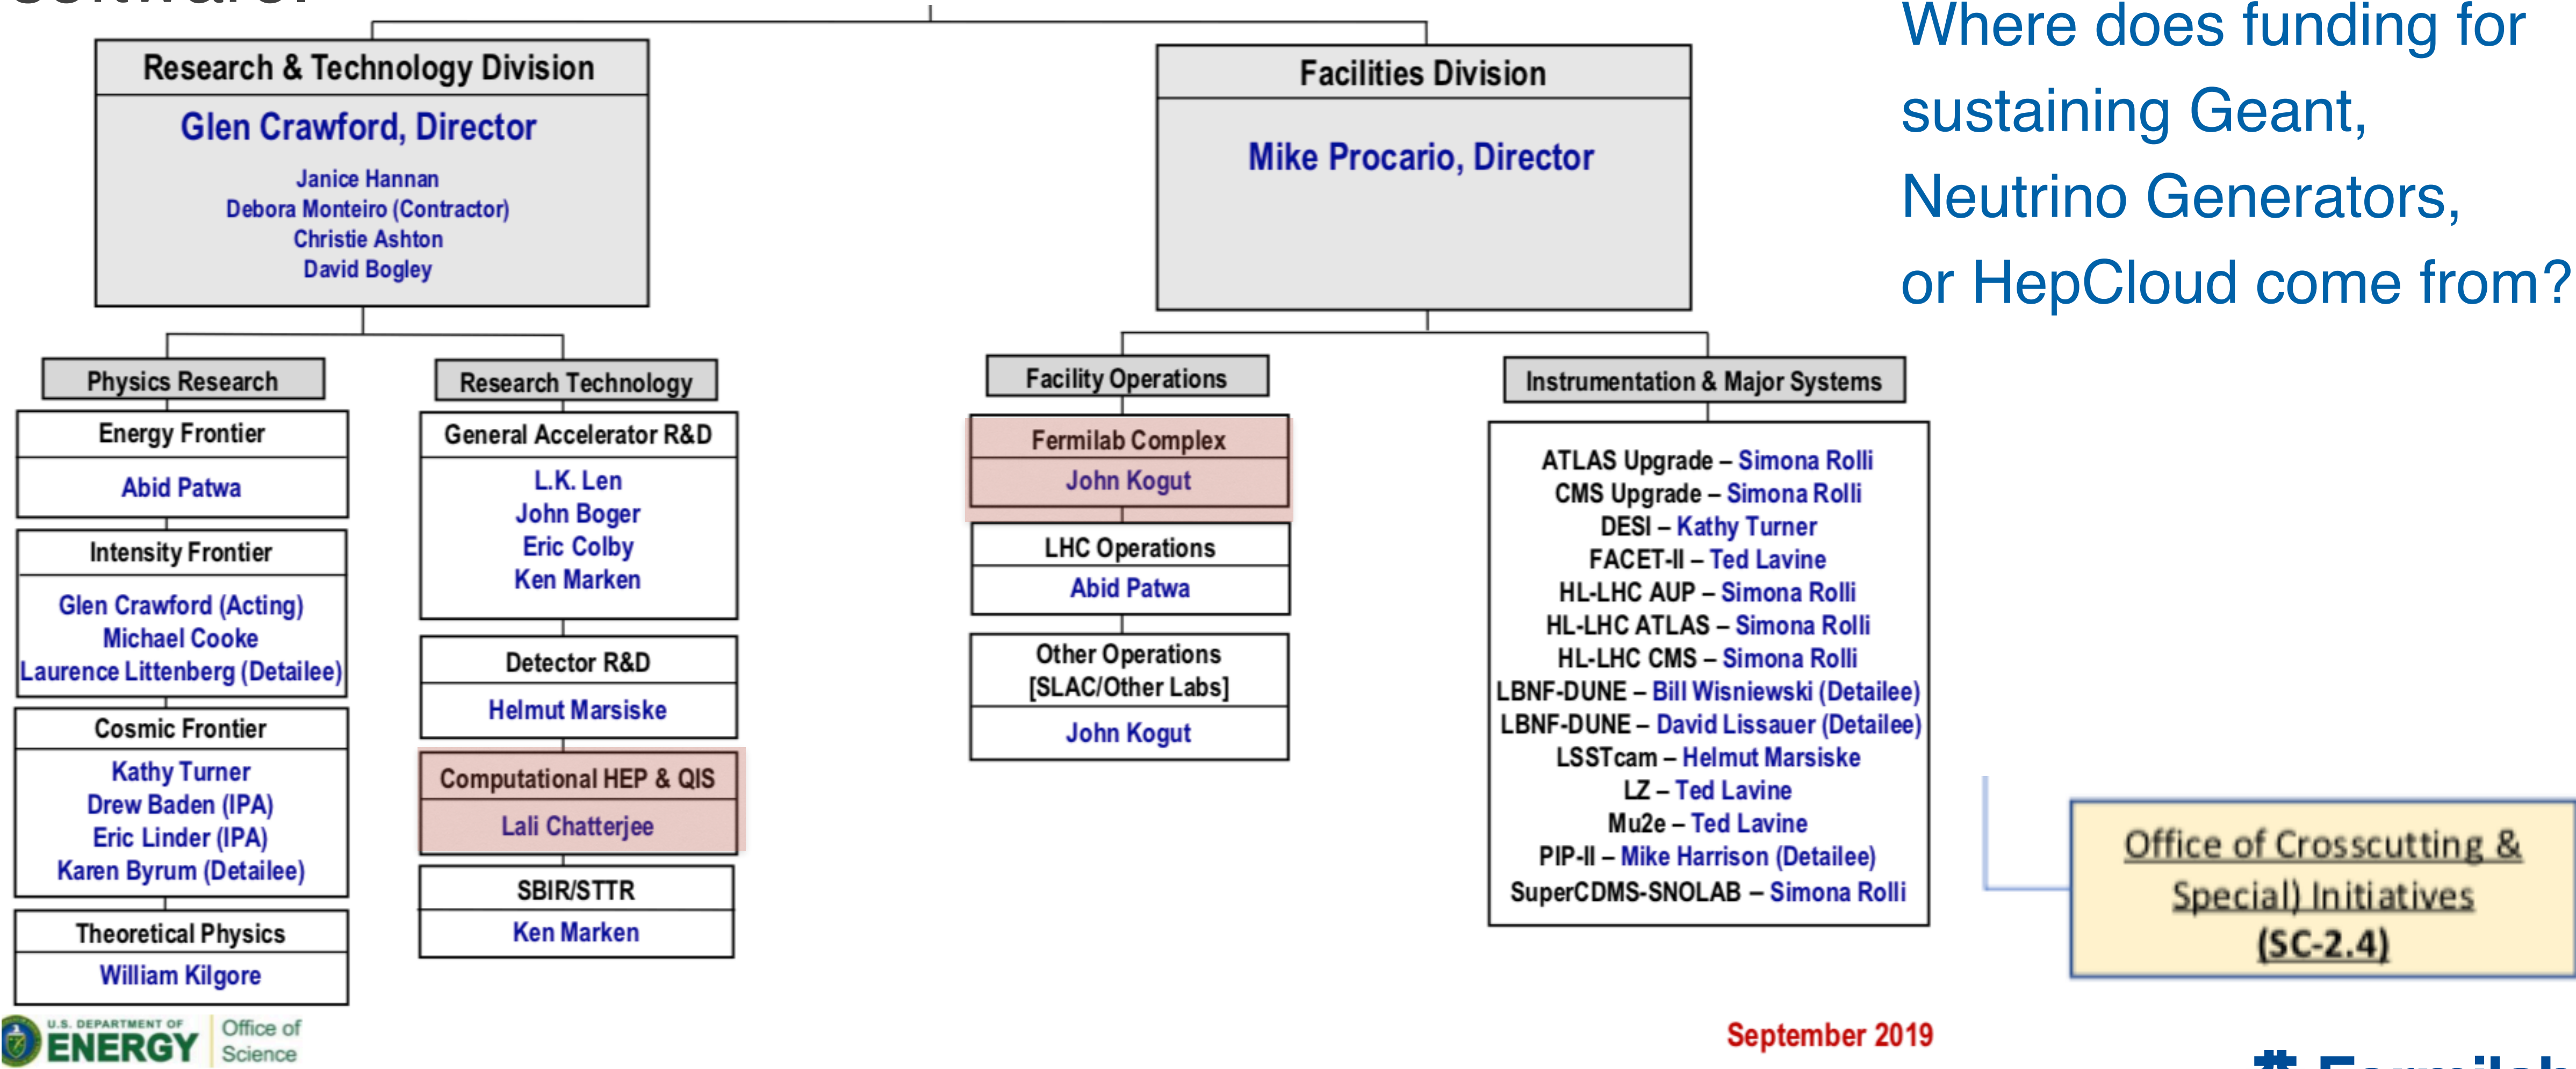 software.
Where does funding for
sustaining Geant,
Neutrino Generators,
or HepCloud come from?
Research & Technology Division
Glen Crawford, Director
Janice Hannan
Debora Monteiro (Contractor)
Christie Ashton
David Bogley
Facilities Division
Mike Procario, Director
Physics Research
Energy Frontier
Abid Patwa
Intensity Frontier
Glen Crawford (Acting)
Michael Cooke
Laurence Littenberg (Detailee)
Cosmic Frontier
Kathy Turner
Drew Baden (IPA)
Eric Linder (IPA)
Karen Byrum (Detailee)
Theoretical Physics
William Kilgore
Research Technology
General Accelerator R&D
L.K. Len
John Boger
Eric Colby
Ken Marken
Detector R&D
Helmut Marsiske
Computational HEP & QIS
Lali Chatterjee
SBIR/STTR
Ken Marken
Facility Operations
Fermilab Complex
John Kogut
LHC Operations
Abid Patwa
Other Operations
[SLAC/Other Labs]
John Kogut
Instrumentation & Major Systems
ATLAS Upgrade – Simona Rolli
CMS Upgrade – Simona Rolli
DESI – Kathy Turner
FACET-II – Ted Lavine
HL-LHC AUP – Simona Rolli
HL-LHC ATLAS – Simona Rolli
HL-LHC CMS – Simona Rolli
LBNF-DUNE – Bill Wisniewski (Detailee)
LBNF-DUNE – David Lissauer (Detailee)
LSSTcam – Helmut Marsiske
LZ – Ted Lavine
Mu2e – Ted Lavine
PIP-II – Mike Harrison (Detailee)
SuperCDMS-SNOLAB – Simona Rolli
Office of Crosscutting &
Special) Initiatives
(SC-2.4)
U.S. DEPARTMENT OF
ENERGY
Office of
Science
September 2019
Fermilab